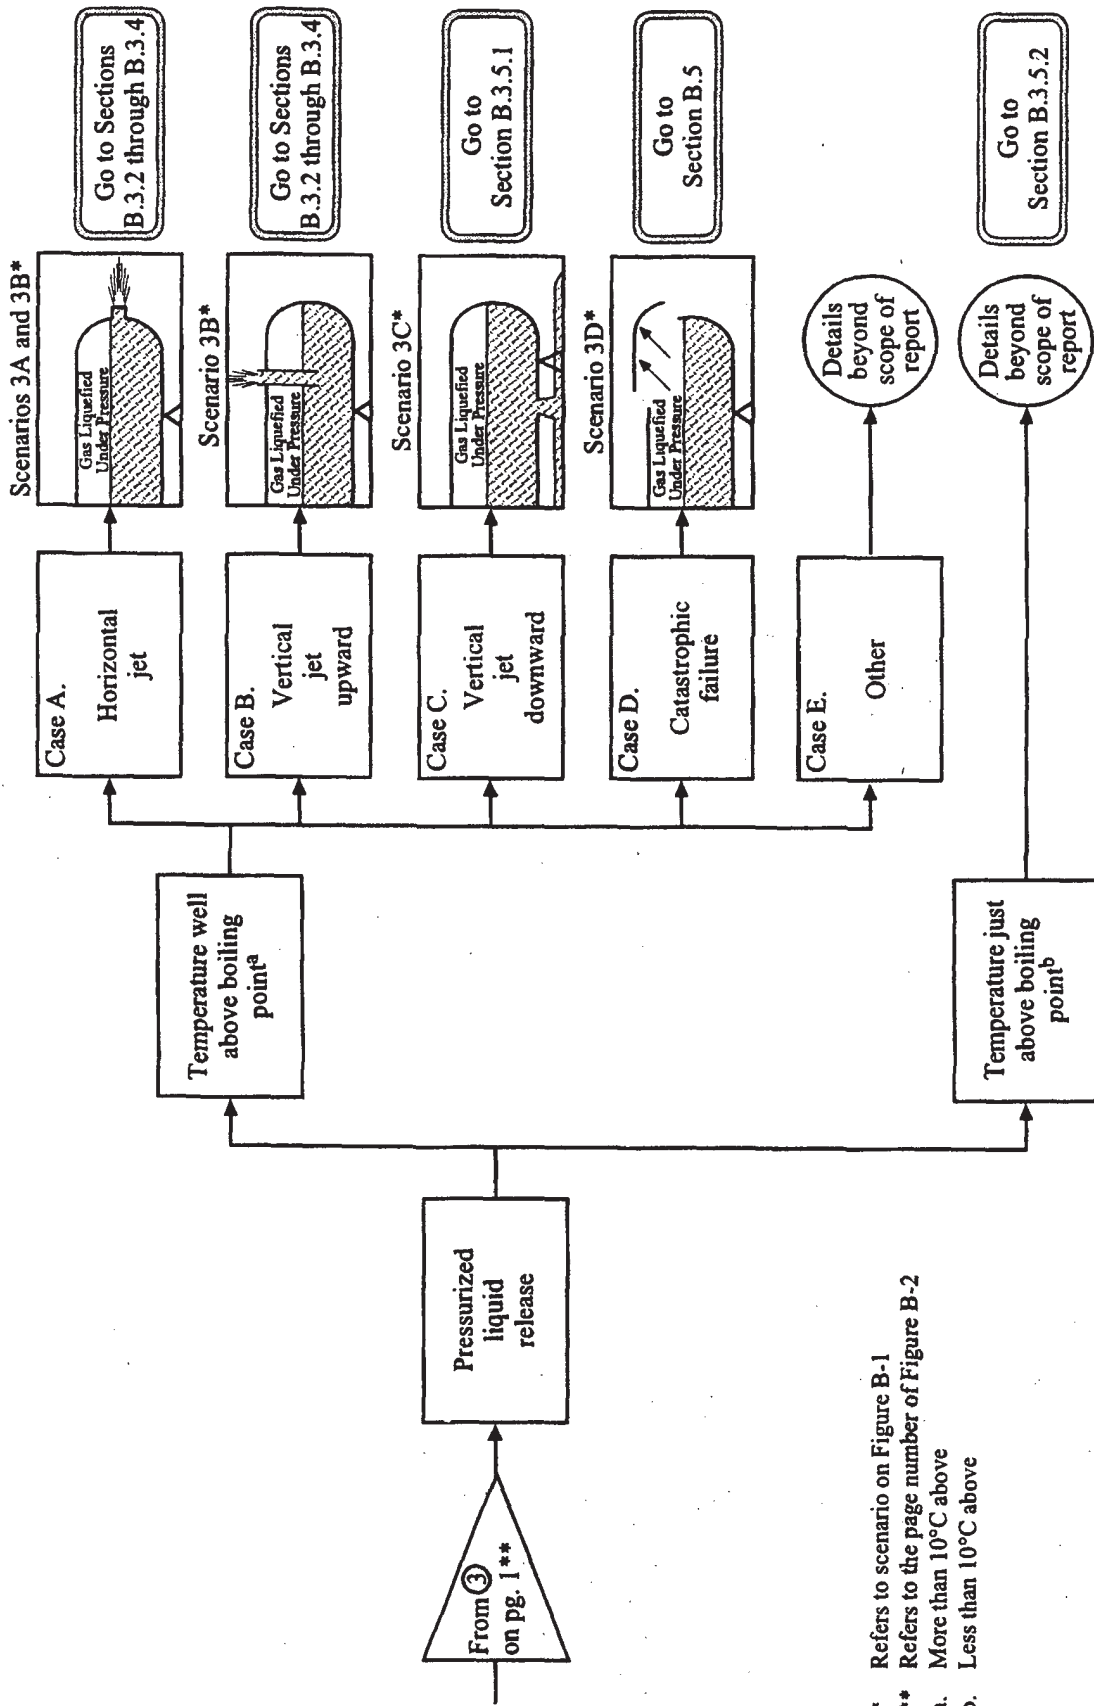 From ③
on pg. 1**
Pressurized
liquid
release
Temperature well
above boiling
pointᵃ
Temperature just
above boiling
pointᵇ
Case A.
Horizontal
jet
Scenarios 3A and 3B*
Gas Liquefied
Under Pressure
Go to Sections
B.3.2 through B.3.4
Case B.
Vertical
jet
upward
Scenario 3B*
Gas Liquefied
Under Pressure
Go to Sections
B.3.2 through B.3.4
Case C.
Vertical
jet
downward
Scenario 3C*
Gas Liquefied
Under Pressure
Go to
Section B.3.5.1
Case D.
Catastrophic
failure
Scenario 3D*
Gas Liquefied
Under Pressure
Go to
Section B.5
Case E.
Other
Details
beyond
scope of
report
Details
beyond
scope of
report
Go to
Section B.3.5.2
* Refers to scenario on Figure B-1
** Refers to the page number of Figure B-2
a. More than 10°C above
b. Less than 10°C above